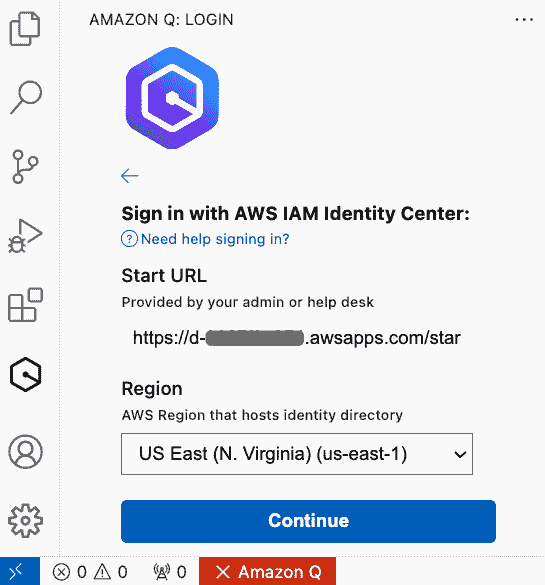 AMAZON Q: LOGIN
Sign in with AWS IAM Identity Center:
Need help signing in?
Start URL
Provided by your admin or help desk
https://d- .awsapps.com/star
Region
AWS Region that hosts identity directory
US East (N. Virginia) (us-east-1)
Continue
0 0 0 Amazon Q